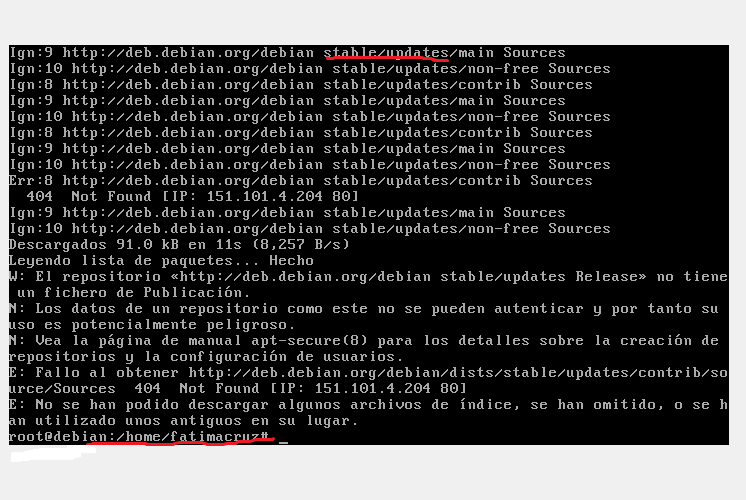 Ign:9 http://deb.debian.org/debian stable/updates/main Sources
Ign:10 http://deb.debian.org/debian stable/updates/non-free Sources
Ign:8 http://deb.debian.org/debian stable/updates/contrib Sources
Ign:9 http://deb.debian.org/debian stable/updates/main Sources
Ign:10 http://deb.debian.org/debian stable/updates/non-free Sources
Ign:8 http://deb.debian.org/debian stable/updates/contrib Sources
Ign:9 http://deb.debian.org/debian stable/updates/main Sources
Ign:10 http://deb.debian.org/debian stable/updates/non-free Sources
Err:8 http://deb.debian.org/debian stable/updates/contrib Sources
  404  Not Found [IP: 151.101.4.204 80]
Ign:9 http://deb.debian.org/debian stable/updates/main Sources
Ign:10 http://deb.debian.org/debian stable/updates/non-free Sources
Descargados 91.0 kB en 11s (8,257 B/s)
Leyendo lista de paquetes... Hecho
W: El repositorio «http://deb.debian.org/debian stable/updates Release» no tiene
 un fichero de Publicación.
N: Los datos de un repositorio como este no se pueden autenticar y por tanto su
uso es potencialmente peligroso.
N: Vea la página de manual apt-secure(8) para los detalles sobre la creación de
repositorios y la configuración de usuarios.
E: Fallo al obtener http://deb.debian.org/debian/dists/stable/updates/contrib/so
urce/Sources  404  Not Found [IP: 151.101.4.204 80]
E: No se han podido descargar algunos archivos de índice, se han omitido, o se h
an utilizado unos antiguos en su lugar.
root@debian:/home/fatimacruz# _